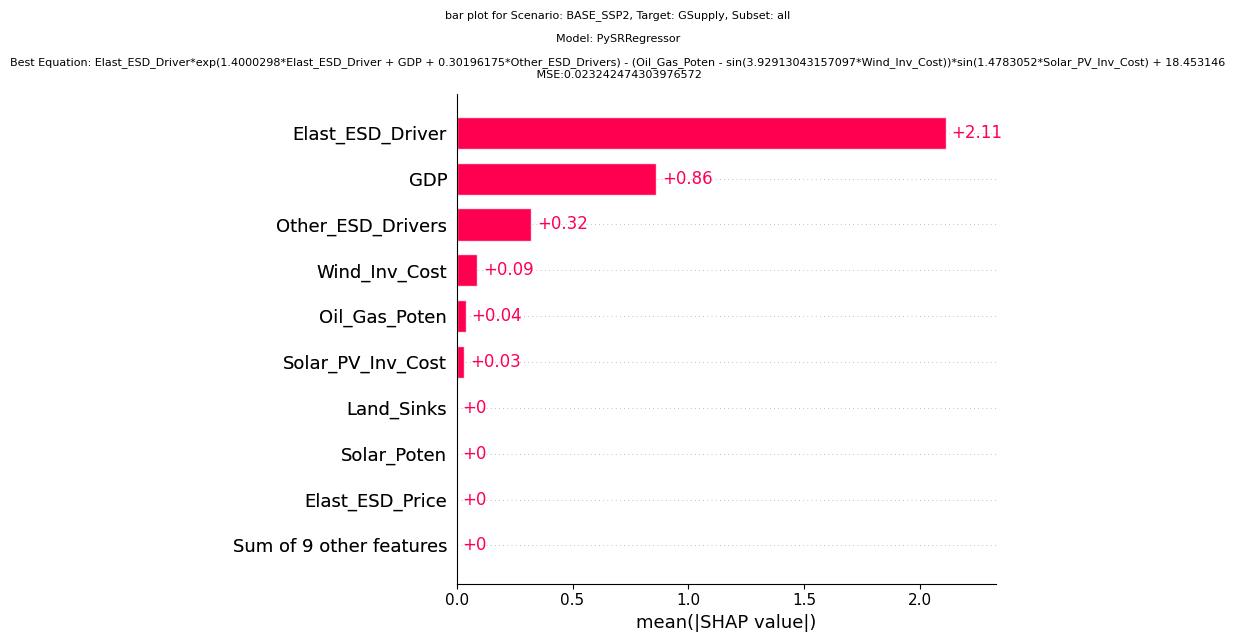 bar plot for Scenario: BASE_SSP2, Target: GSupply, Subset: all
Model: PySRRegressor
Best Equation: Elast_ESD_Driver*exp(1.4000298*Elast_ESD_Driver + GDP + 0.30196175*Other_ESD_Drivers) - (Oil_Gas_Poten - sin(3.92913043157097*Wind_Inv_Cost))*sin(1.4783052*Solar_PV_Inv_Cost) + 18.453146
MSE:0.023242474303976572
Elast_ESD_Driver +2.11
GDP +0.86
Other_ESD_Drivers +0.32
Wind_Inv_Cost +0.09
Oil_Gas_Poten +0.04
Solar_PV_Inv_Cost +0.03
Land_Sinks +0
Solar_Poten +0
Elast_ESD_Price +0
Sum of 9 other features +0
0.0 0.5 1.0 1.5 2.0
mean(|SHAP value|)